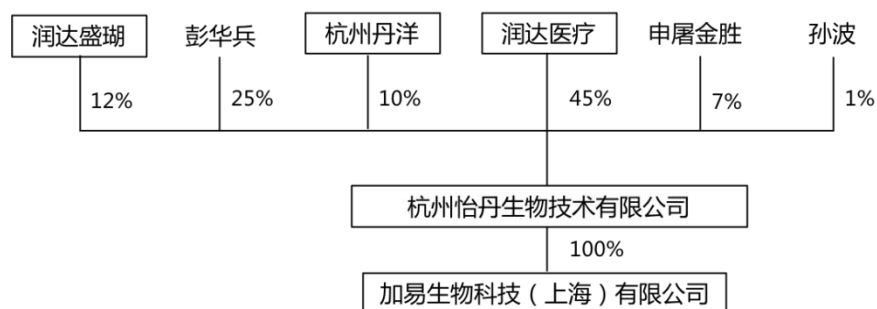 润达盛瑚 彭华兵 杭州丹洋 润达医疗 申屠金胜 孙波
12% 25% 10% 45% 7% 1%
杭州怡丹生物技术有限公司
100%
加易生物科技（上海）有限公司